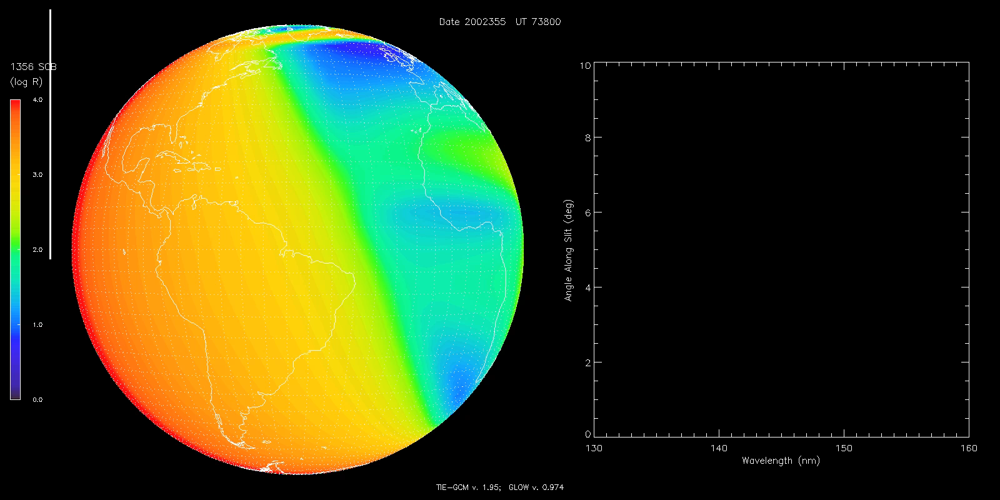 Date 2002355 UT 73800
1356 SCB
(log R)
4.0
3.0
2.0
1.0
0.0
10
8
6
4
2
0
Angle Along Slit (deg)
130 140 150 160
Wavelength (nm)
TIE-GCM v. 1.95; GLOW v. 0.974